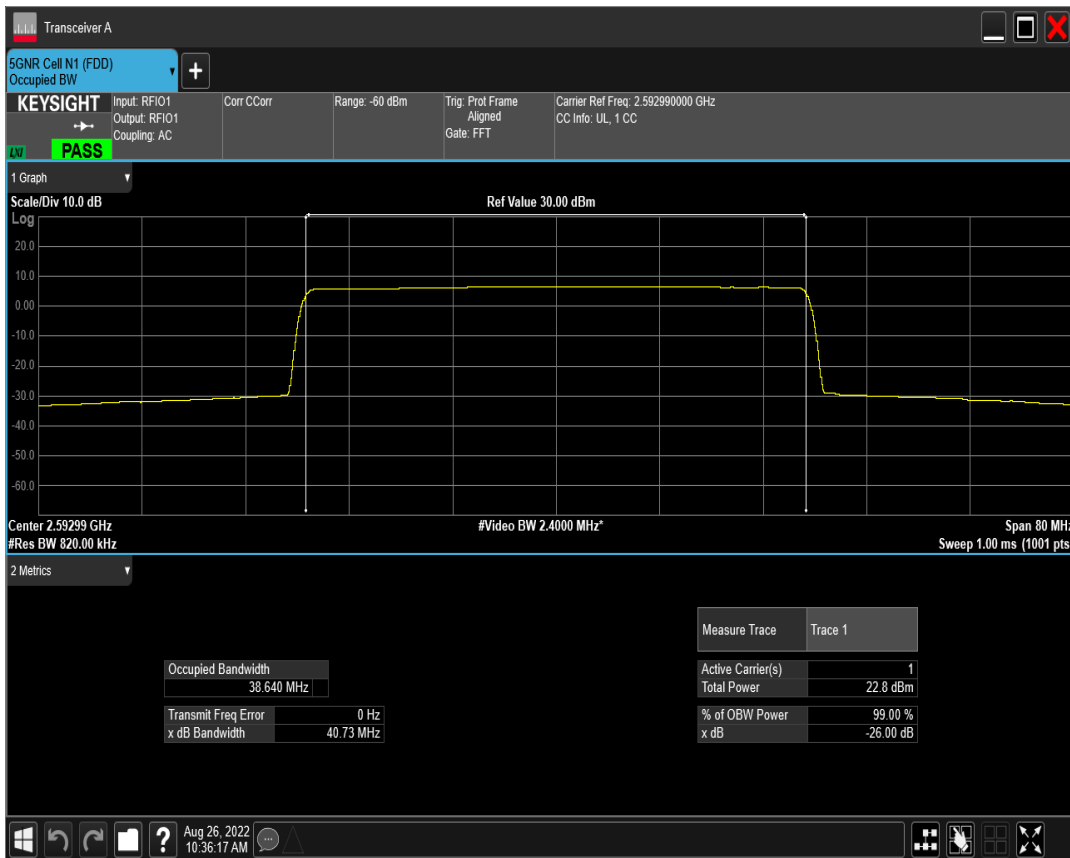 Transceiver A
5GNR Cell N1 (FDD)
Occupied BW
+
KEYSIGHT
LXI
PASS
Input: RFIO1
Output: RFIO1
Coupling: AC
Corr CCorr
Range: -60 dBm
Trig: Prot Frame
Aligned
Gate: FFT
Carrier Ref Freq: 2.592990000 GHz
CC Info: UL, 1 CC
1 Graph
Scale/Div 10.0 dB
Ref Value 30.00 dBm
Log
20.0
10.0
0.00
-10.0
-20.0
-30.0
-40.0
-50.0
-60.0
Center 2.59299 GHz
#Video BW 2.4000 MHz*
Span 80 MHz
#Res BW 820.00 kHz
Sweep 1.00 ms (1001 pts
2 Metrics
Measure Trace Trace 1
Occupied Bandwidth
38.640 MHz
Active Carrier(s) 1
Total Power 22.8 dBm
Transmit Freq Error 0 Hz
x dB Bandwidth 40.73 MHz
% of OBW Power 99.00 %
x dB -26.00 dB
?
Aug 26, 2022
10:36:17 AM